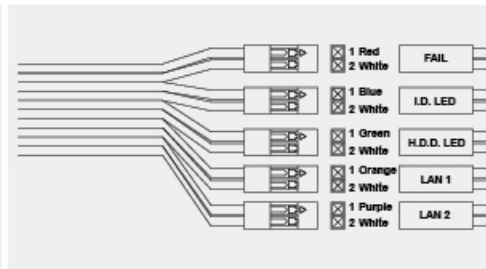 1 Red
2 White
FAIL
1 Blue
2 White
I.D. LED
1 Green
2 White
H.D.D. LED
1 Orange
2 White
LAN 1
1 Purple
2 White
LAN 2